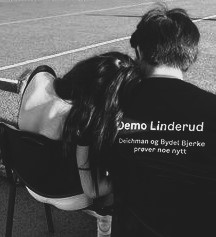 Demo Linderud
Deichman og Bydel Bjerke
prøver noe nytt